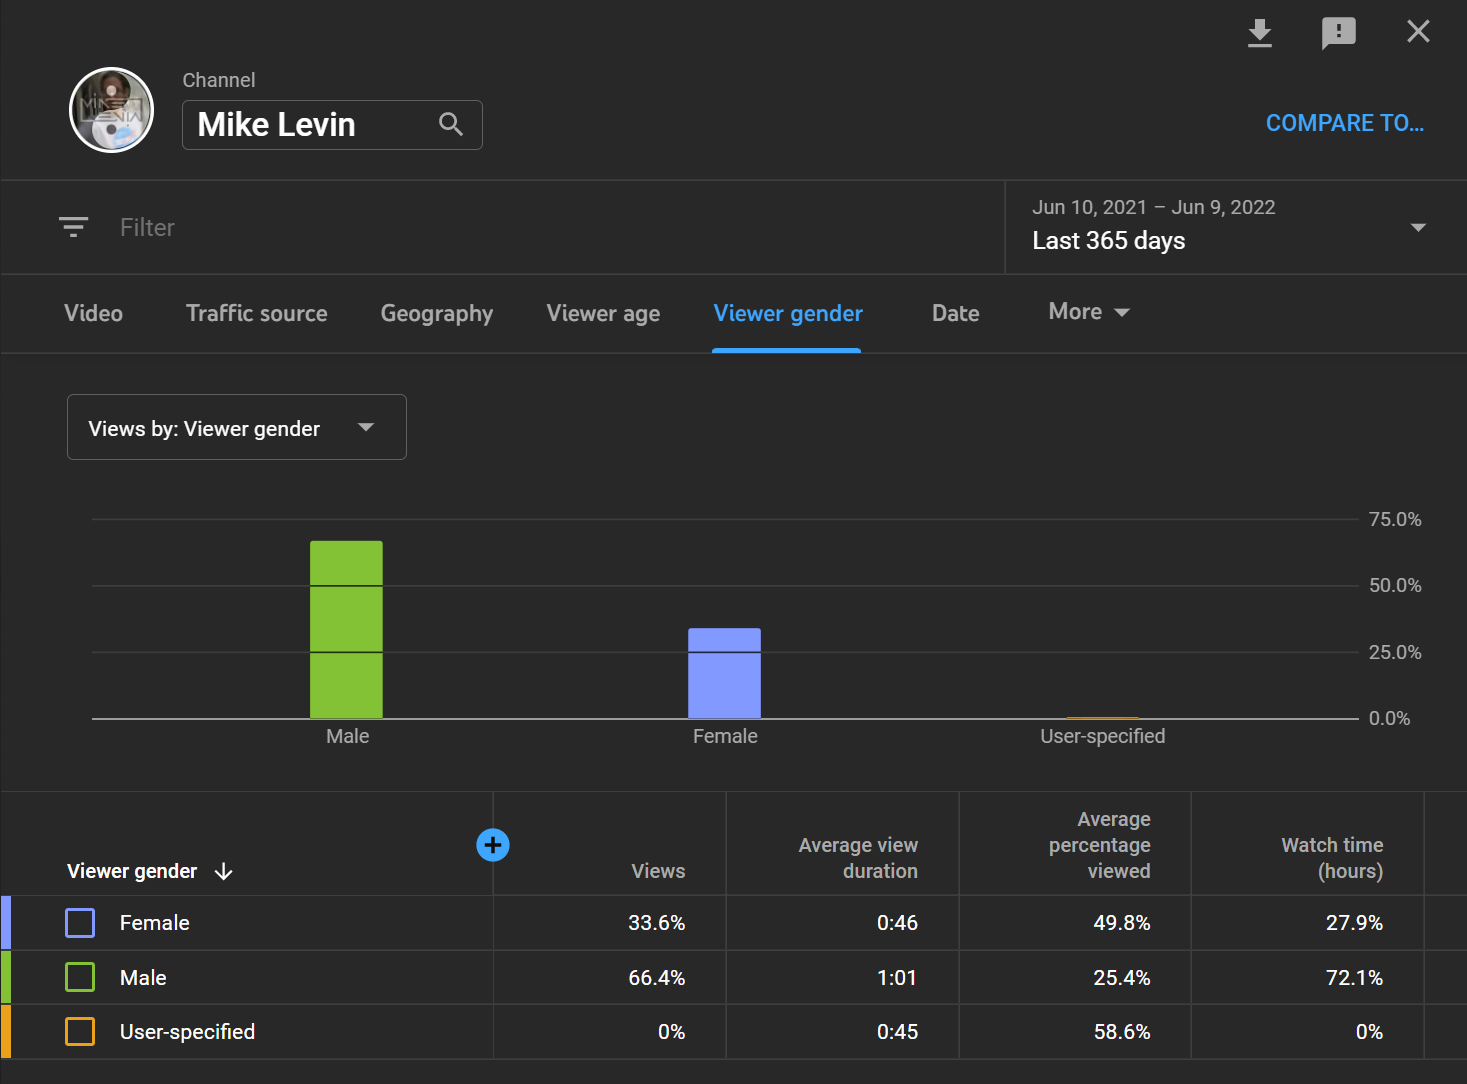 Channel
Mike Levin
COMPARE TO...
Filter
Jun 10, 2021 – Jun 9, 2022
Last 365 days
Video Traffic source Geography Viewer age Viewer gender Date More
Views by: Viewer gender
75.0%
50.0%
25.0%
0.0%
Male Female User-specified
Viewer gender Views Average view duration Average percentage viewed Watch time (hours)
Female 33.6% 0:46 49.8% 27.9%
Male 66.4% 1:01 25.4% 72.1%
User-specified 0% 0:45 58.6% 0%